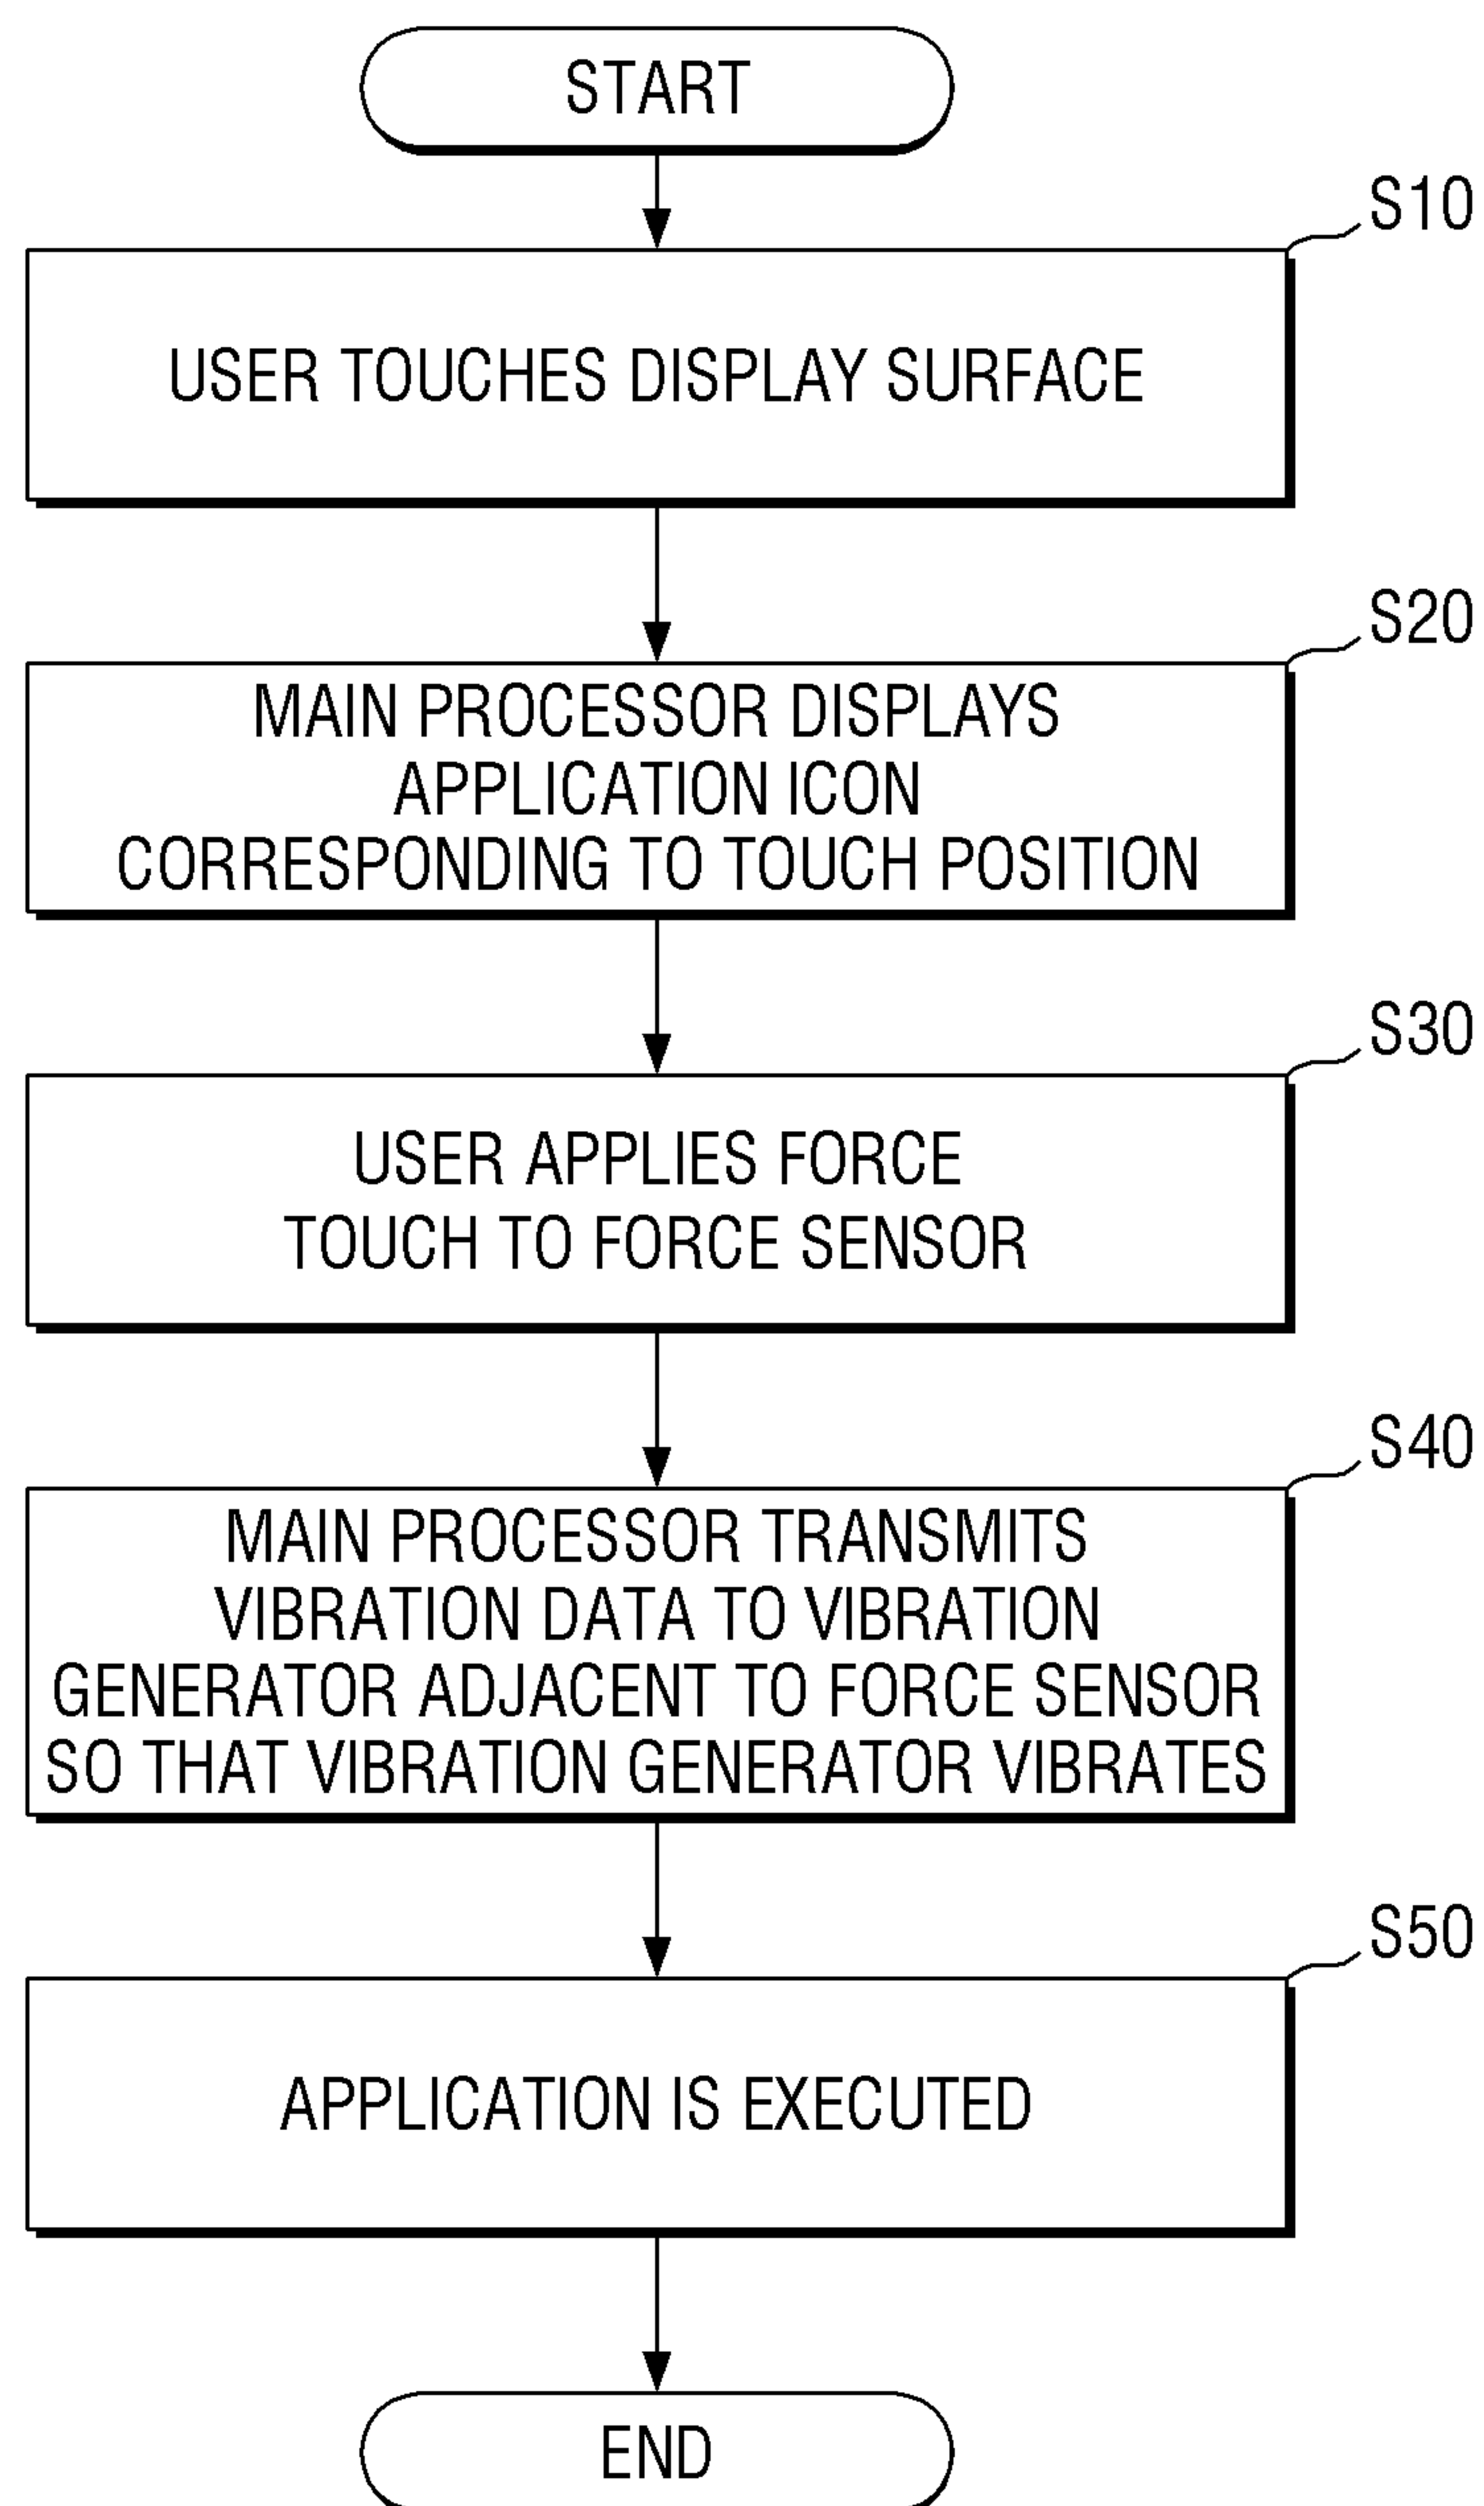 START
S10
USER TOUCHES DISPLAY SURFACE
S20
MAIN PROCESSOR DISPLAYS
APPLICATION ICON
CORRESPONDING TO TOUCH POSITION
S30
USER APPLIES FORCE
TOUCH TO FORCE SENSOR
S40
MAIN PROCESSOR TRANSMITS
VIBRATION DATA TO VIBRATION
GENERATOR ADJACENT TO FORCE SENSOR
SO THAT VIBRATION GENERATOR VIBRATES
S50
APPLICATION IS EXECUTED
END